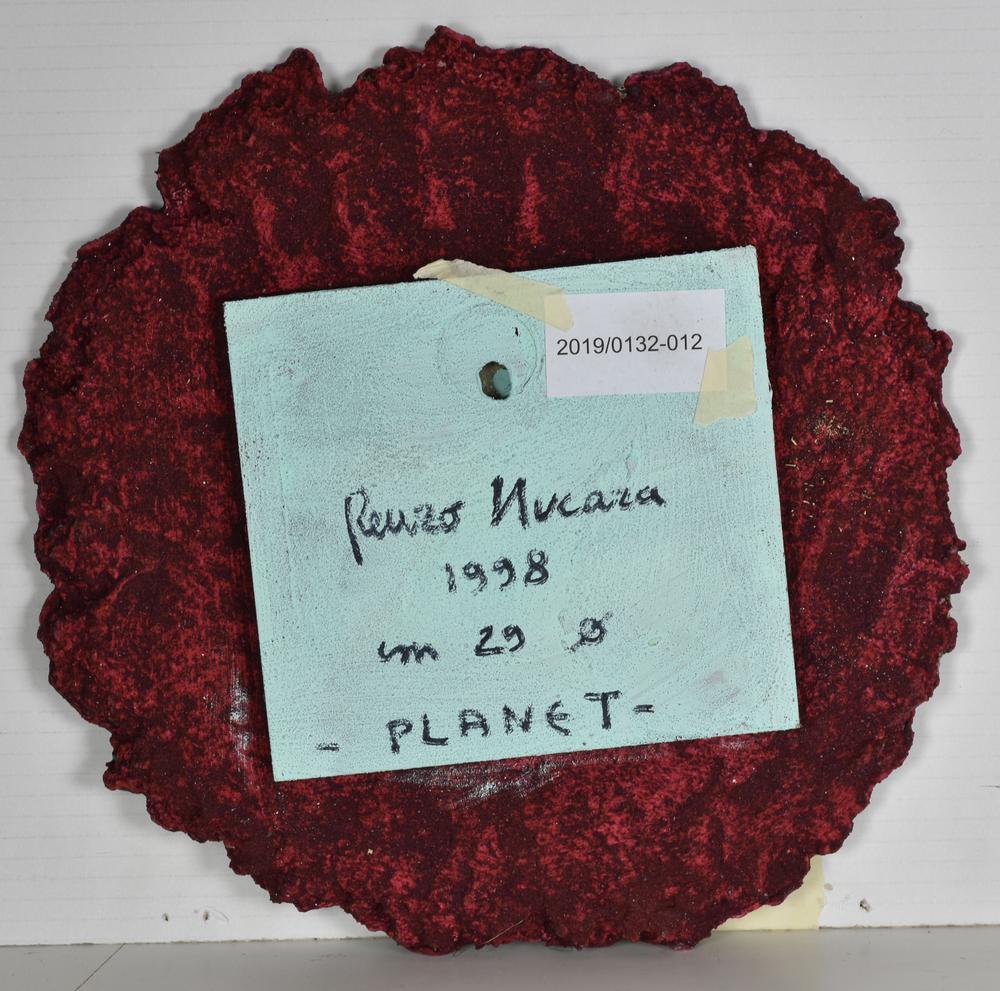 2019/0132-012
Renzo Nucara
1998
cm 29 ø
- PLANET -